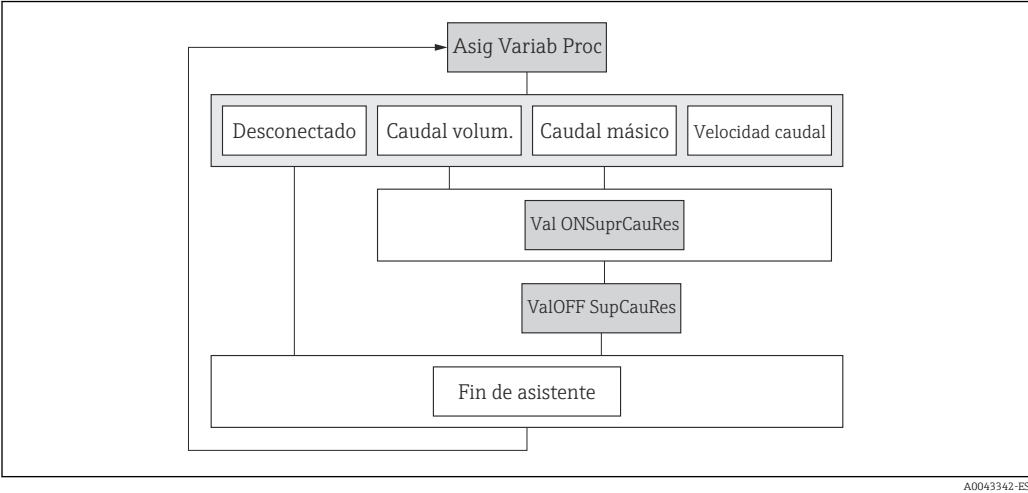 Asig Variab Proc
Desconectado
Caudal volum.
Caudal másico
Velocidad caudal
Val ONSuprCauRes
ValOFF SupCauRes
Fin de asistente
A0043342-ES